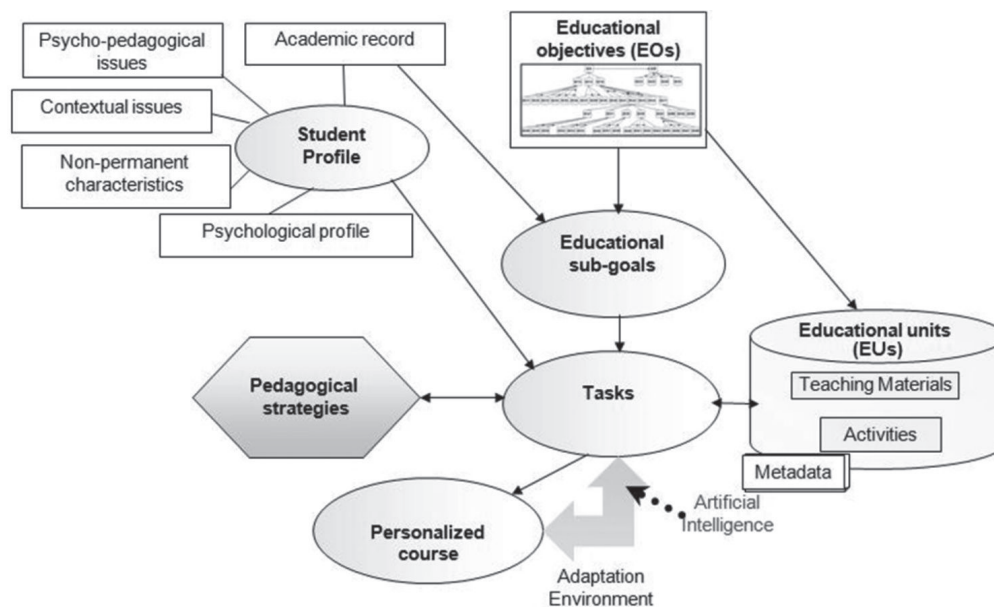 Psycho-pedagogical
issues
Academic record
Educational
objectives (EOs)
Contextual issues
Student
Profile
Non-permanent
characteristics
Psychological profile
Educational
sub-goals
Educational units
(EUs)
Teaching Materials
Activities
Metadata
Pedagogical
strategies
Tasks
Personalized
course
Artificial
Intelligence
Adaptation
Environment